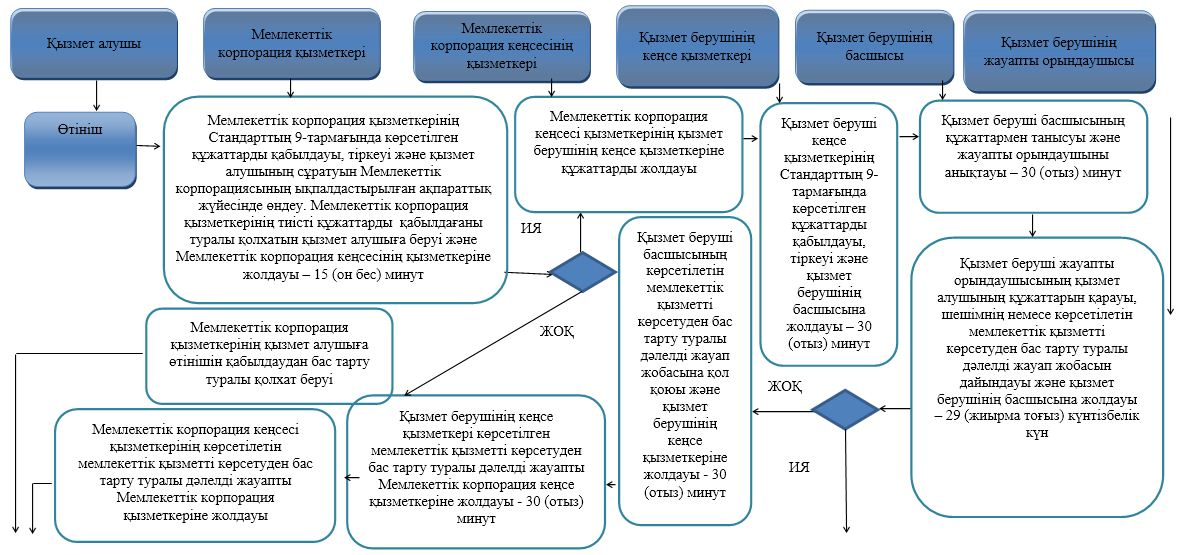 Қызмет алушы
Мемлекеттік
корпорация қызметкері
Мемлекеттік
корпорация кеңсесінің
қызметкері
Қызмет берушінің
кеңсе қызметкері
Қызмет берушінің
басшысы
Қызмет берушінің
жауапты орындаушысы
Өтініш
Мемлекеттік корпорация қызметкерінің
Стандарттың 9-тармағында көрсетілген
құжаттарды қабылдауы, тіркеуі және қызмет
алушының сұратуын Мемлекеттік
корпорациясының ықпалдастырылған ақпараттық
жүйесінде өңдеу. Мемлекеттік корпорация
қызметкерінің тиісті құжаттарды қабылдағаны
туралы қолхатын қызмет алушыға беруі және
Мемлекеттік корпорация кеңсесінің қызметкеріне
жолдауы – 15 (он бес) минут
Мемлекеттік корпорация
кеңсесі қызметкерінің қызмет
берушінің кеңсе қызметкеріне
құжаттарды жолдауы
Қызмет беруші
кеңсе
қызметкерінің
Стандарттың 9-
тармағында
көрсетілген
құжаттарды
қабылдауы,
тіркеуі және
қызмет
берушінің
басшысына
жолдауы – 30
(отыз) минут
Қызмет беруші басшысының
құжаттармен танысуы және
жауапты орындаушыны
анықтауы – 30 (отыз) минут
ИЯ
ЖОҚ
Қызмет беруші
басшысының
көрсетілетін
мемлекеттік
қызметті
көрсетуден бас
тарту туралы
дәлелді жауап
жобасына қол
қоюы және
қызмет
берушінің
кеңсе
қызметкеріне
жолдауы - 30
(отыз) минут
Қызмет беруші жауапты
орындаушысының қызмет
алушының құжаттарын қарауы,
шешімнің немесе көрсетілетін
мемлекеттік қызметті
көрсетуден бас тарту туралы
дәлелді жауап жобасын
дайындауы және қызмет
берушінің басшысына жолдауы
– 29 (жиырма тоғыз) күнтізбелік
күн
ЖОҚ
ИЯ
Мемлекеттік корпорация
қызметкерінің қызмет алушыға
өтінішін қабылдаудан бас тарту
туралы қолхат беруі
Қызмет берушінің кеңсе
қызметкері көрсетілген
мемлекеттік қызметті көрсетуден
бас тарту туралы дәлелді жауапты
Мемлекеттік корпорация кеңсе
қызметкеріне жолдауы - 30 (отыз)
минут
Мемлекеттік корпорация кеңсесі
қызметкерінің көрсетілетін
мемлекеттік қызметті көрсетуден бас
тарту туралы дәлелді жауапты
Мемлекеттік корпорация
қызметкеріне жолдауы